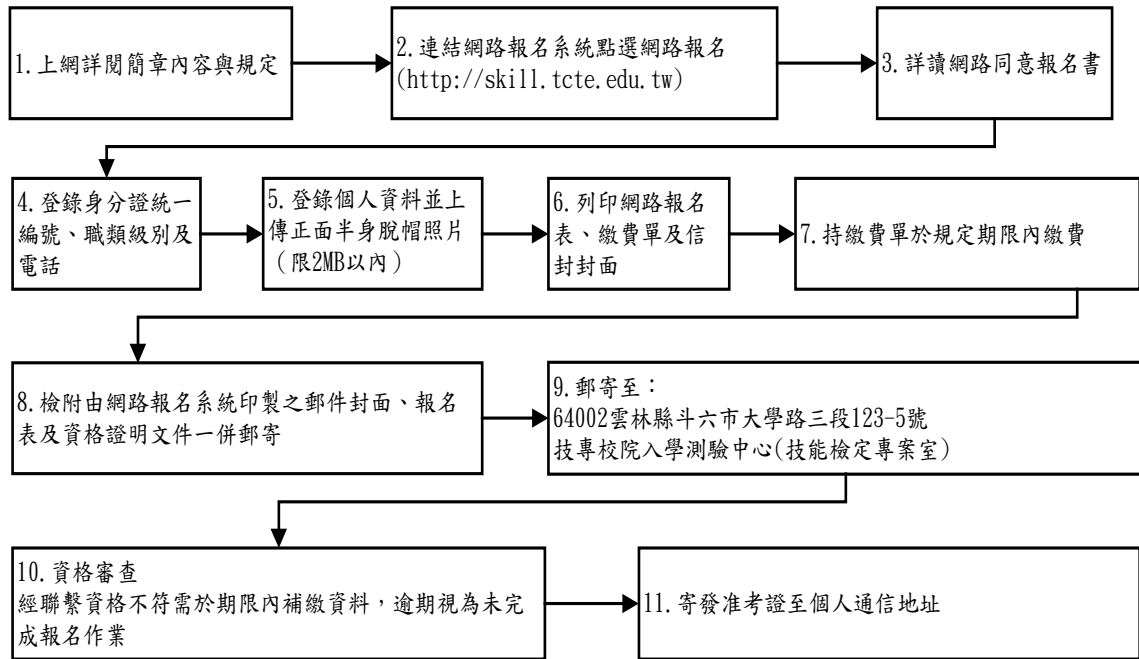 1.上網詳閱簡章內容與規定
2.連結網路報名系統點選網路報名
(http://skill.tcte.edu.tw)
3.詳讀網路同意報名書
4.登錄身分證統一
編號、職類級別及
電話
5.登錄個人資料並上
傳正面半身脫帽照片
(限2MB以內)
6.列印網路報名
表、繳費單及信
封封面
7.持繳費單於規定期限內繳費
8.檢附由網路報名系統印製之郵件封面、報名
表及資格證明文件一併郵寄
9.郵寄至：
64002雲林縣斗六市大學路三段123-5號
技專校院入學測驗中心(技能檢定專案室)
10.資格審查
經聯繫資格不符需於期限內補繳資料，逾期視為未完
成報名作業
11.寄發准考證至個人通信地址